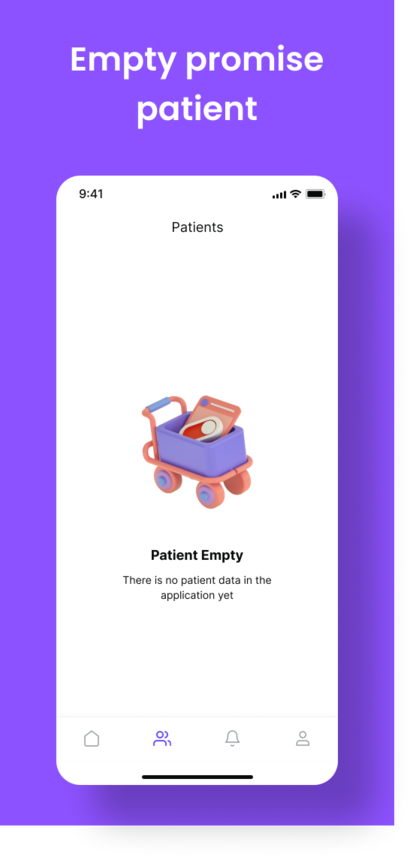 Empty promise
patient
9:41
Patients
Patient Empty
There is no patient data in the
application yet